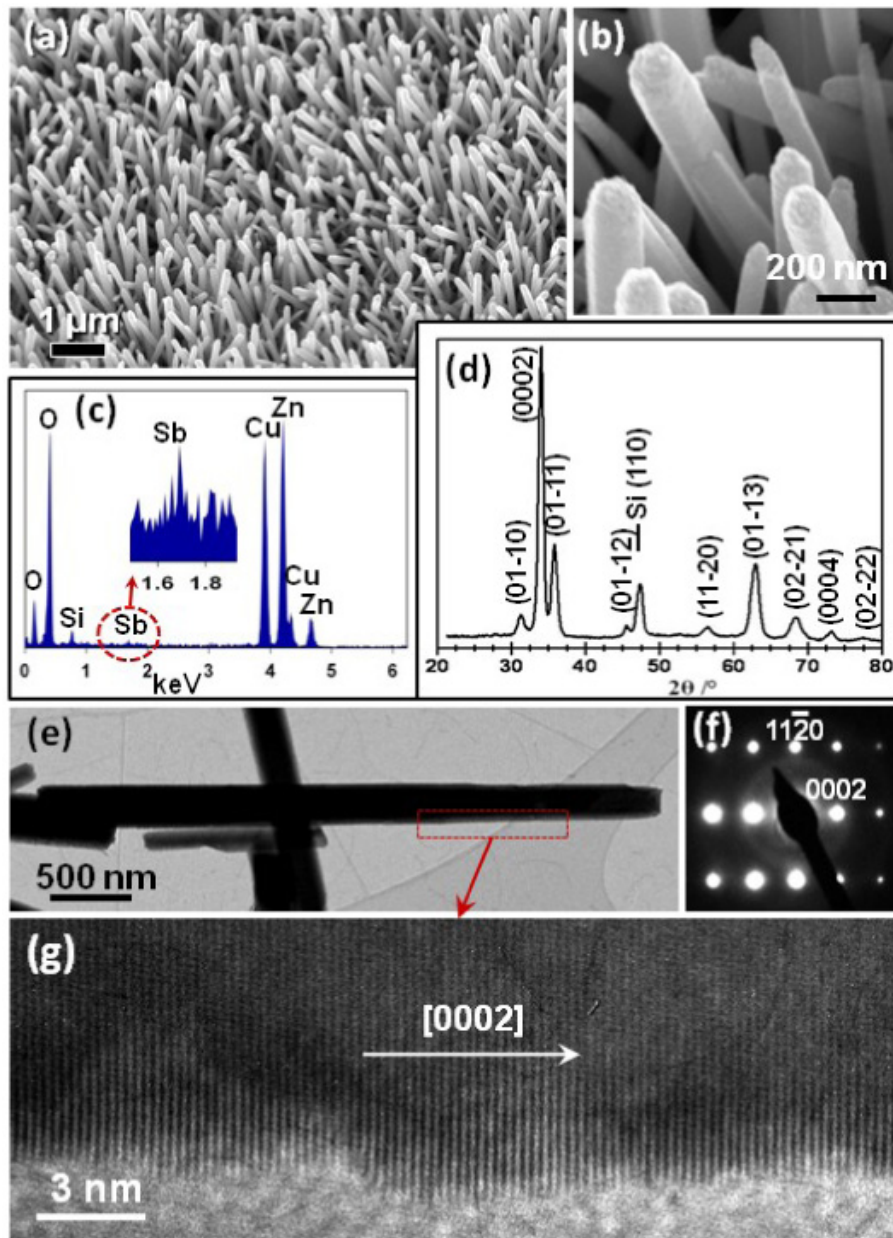 (a)
1 µm
(b)
200 nm
(c)
O
O
Si
Sb
Sb
1.6 1.8
Cu
Zn
Cu
Zn
0 1 2 3 4 5 6
keV
(d)
(01-10)
(0002)
(01-11)
(01-12)
Si (110)
(11-20)
(01-13)
(02-21)
(0004)
(02-22)
20 30 40 50 60 70 80
2θ /°
(e)
500 nm
(f)
112̅0
0002
(g)
[0002]
3 nm